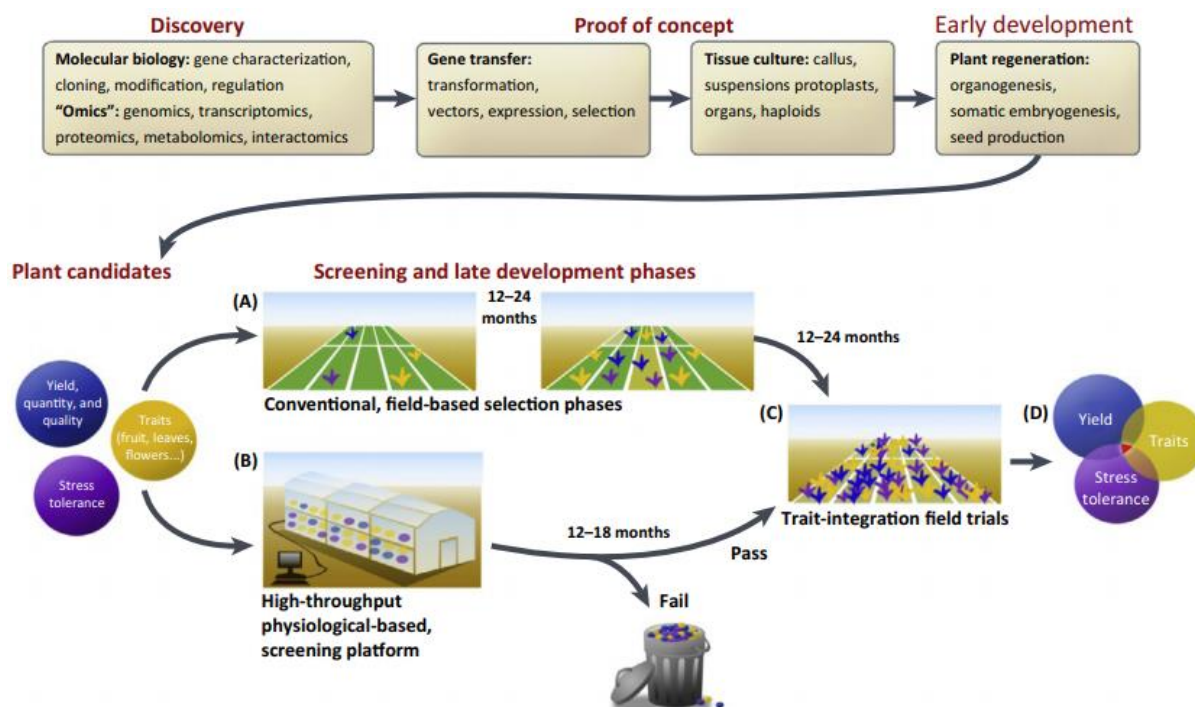 Discovery
Proof of concept
Early development
Molecular biology: gene characterization,
cloning, modification, regulation
“Omics”: genomics, transcriptomics,
proteomics, metabolomics, interactomics
Gene transfer:
transformation,
vectors, expression, selection
Tissue culture: callus,
suspensions protoplasts,
organs, haploids
Plant regeneration:
organogenesis,
somatic embryogenesis,
seed production
Plant candidates
Screening and late development phases
(A)
12–24
months
12–24 months
Conventional, field-based selection phases
Yield,
quantity, and
quality
Traits
(fruit, leaves,
flowers...)
Stress
tolerance
(B)
High-throughput
physiological-based,
screening platform
12–18 months
Pass
Fail
(C)
Trait-integration field trials
(D)
Yield
Traits
Stress
tolerance